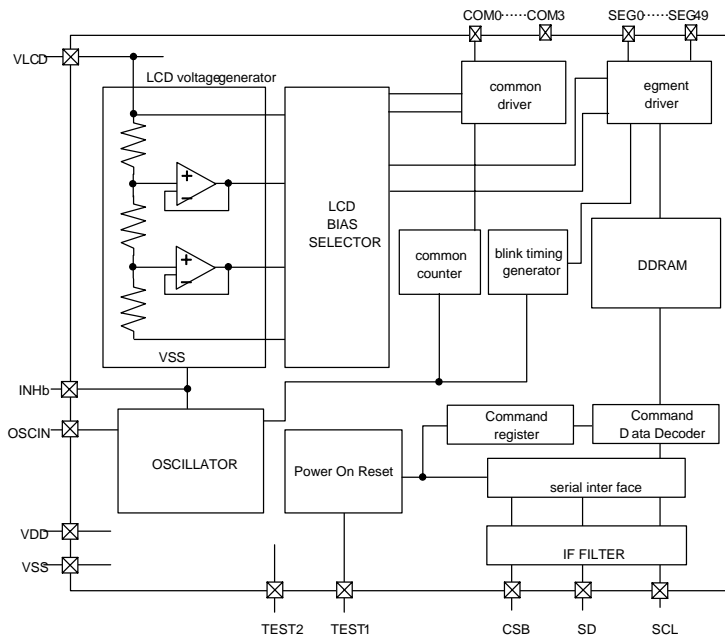 COM0 ······ COM3
SEG0 ······ SEG49
VLCD
LCD voltagegenerator
common
driver
egment
driver
+
−
LCD
BIAS
SELECTOR
+
−
common
counter
blink timing
generator
DDRAM
VSS
INHb
OSCIN
OSCILLATOR
Power On Reset
Command
register
Command
Data Decoder
serial inter face
VDD
VSS
IF FILTER
TEST2
TEST1
CSB
SD
SCL